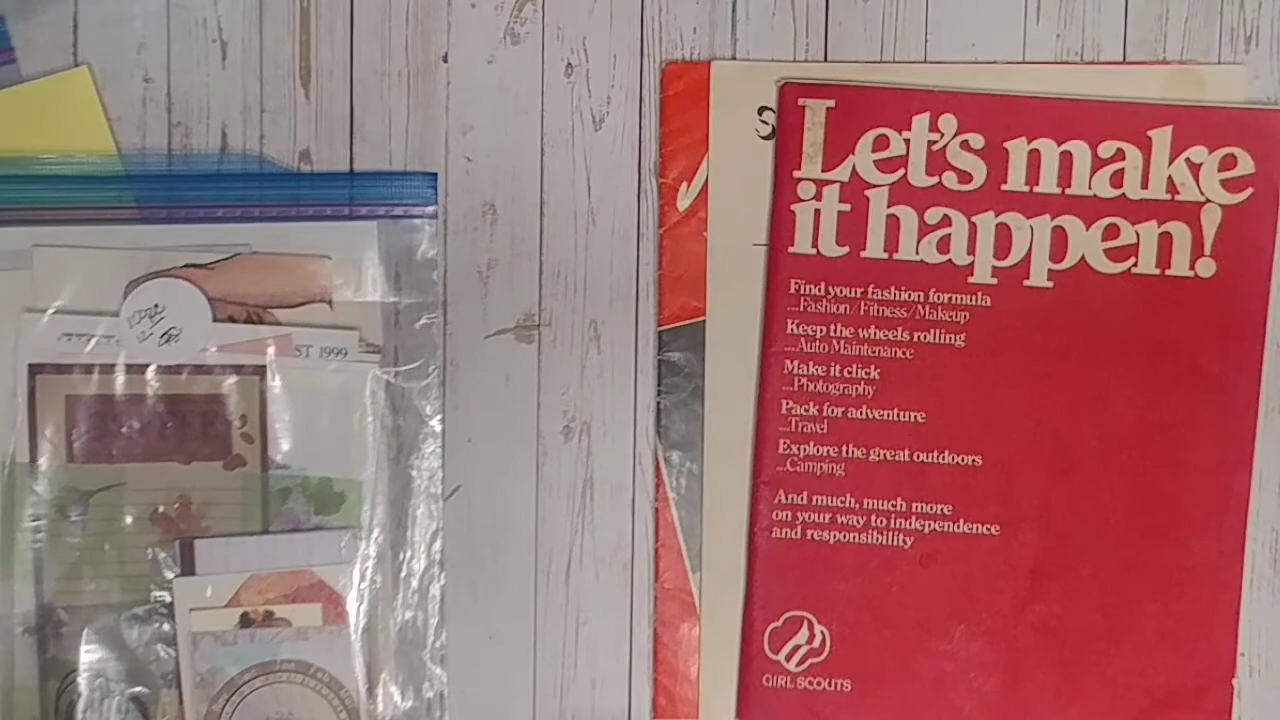 ST 1999
Jan Feb
S
Let's make
it happen!
Find your fashion formula
...Fashion/Fitness/Makeup
Keep the wheels rolling
...Auto Maintenance
Make it click
...Photography
Pack for adventure
...Travel
Explore the great outdoors
...Camping
And much, much more
on your way to independence
and responsibility
GIRL SCOUTS